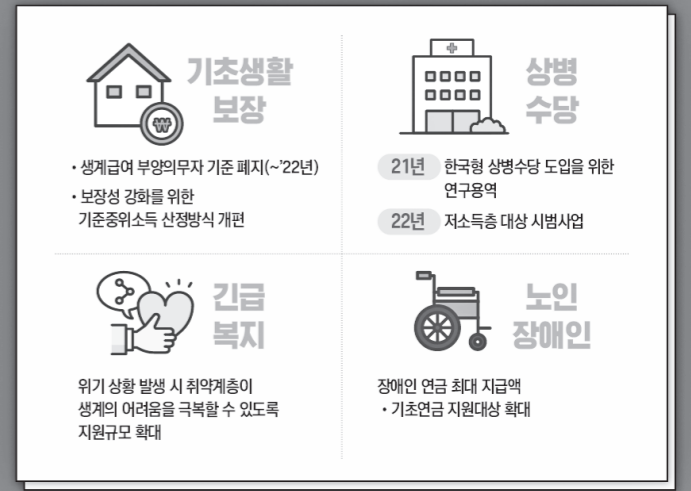 기초생활
보장
• 생계급여 부양의무자 기준 폐지(~'22년)
• 보장성 강화를 위한
기준중위소득 산정방식 개편
상병
수당
21년 한국형 상병수당 도입을 위한
연구용역
22년 저소득층 대상 시범사업
긴급
복지
위기 상황 발생 시 취약계층이
생계의 어려움을 극복할 수 있도록
지원규모 확대
노인
장애인
장애인 연금 최대 지급액
• 기초연금 지원대상 확대